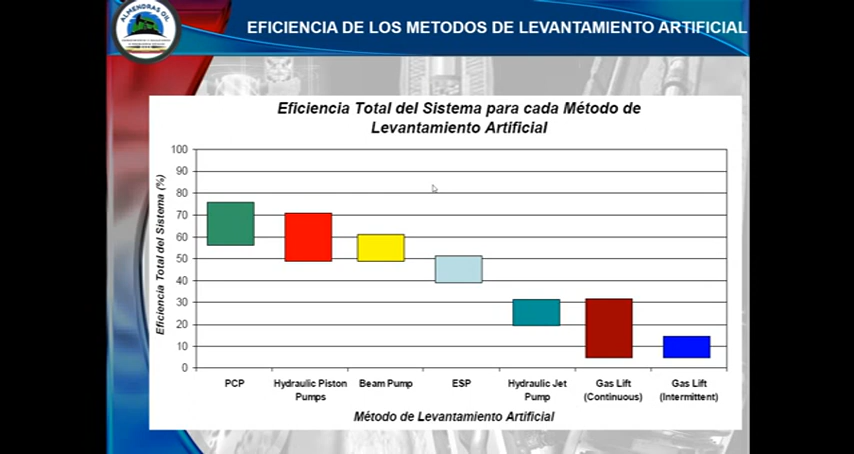 ALMENDRAS OIL
EFICIENCIA DE LOS METODOS DE LEVANTAMIENTO ARTIFICIAL
Eficiencia Total del Sistema para cada Método de
Levantamiento Artificial
Eficiencia Total del Sistema (%)
100
90
80
70
60
50
40
30
20
10
0
PCP
Hydraulic Piston
Pumps
Beam Pump
ESP
Hydraulic Jet
Pump
Gas Lift
(Continuous)
Gas Lift
(Intermittent)
Método de Levantamiento Artificial